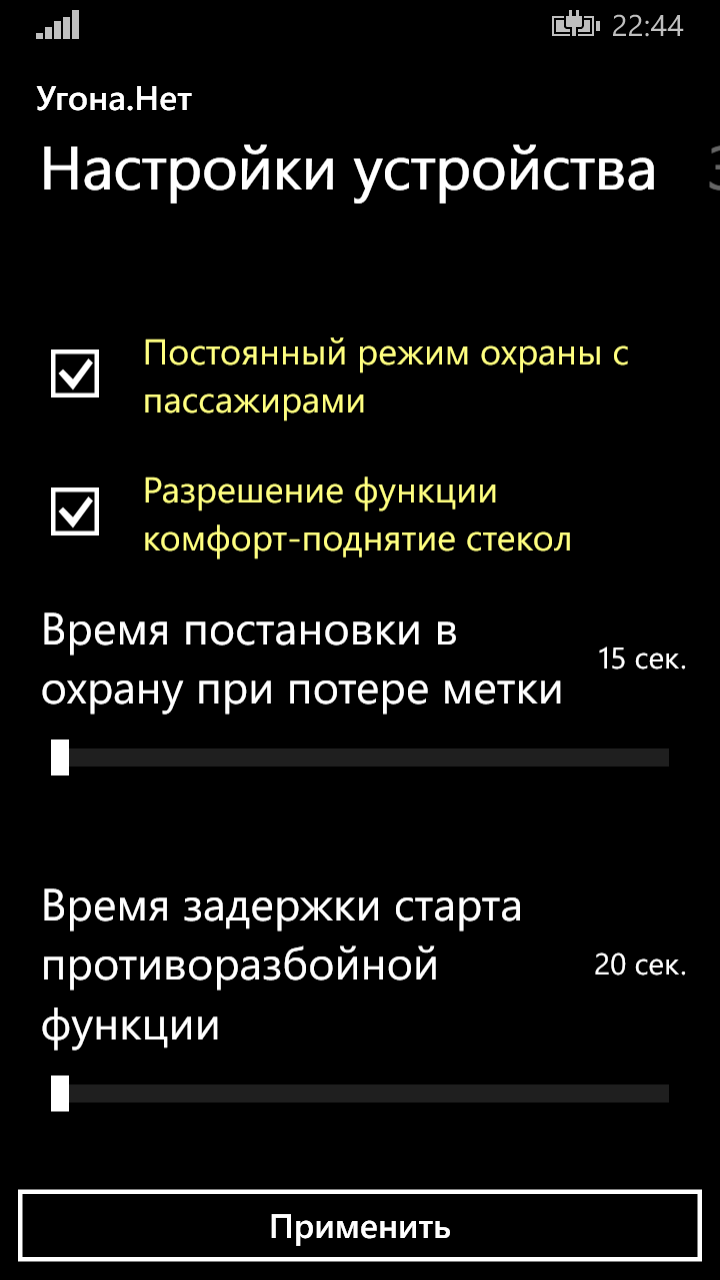 22:44
Угона.Нет
Настройки устройства
Постоянный режим охраны с
пассажирами
Разрешение функции
комфорт-поднятие стекол
Время постановки в
охрану при потере метки
15 сек.
Время задержки старта
противоразбойной
функции
20 сек.
Применить